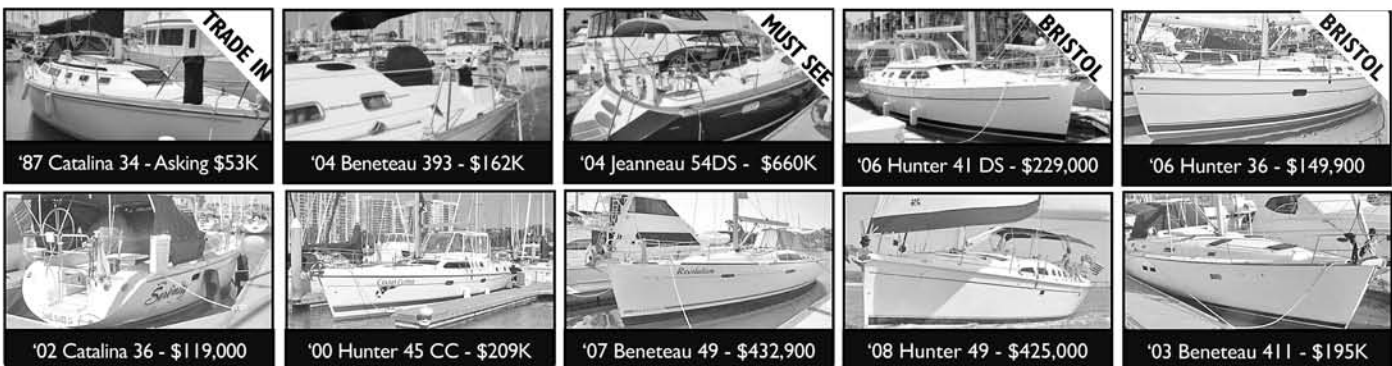 TRADE IN
MUST SEE
BRISTOL
BRISTOL
'87 Catalina 34 - Asking $53K
'04 Beneteau 393 - $162K
'04 Jeanneau 54DS - $660K
'06 Hunter 41 DS - $229,000
'06 Hunter 36 - $149,900
Revelation
'02 Catalina 36 - $119,000
'00 Hunter 45 CC - $209K
'07 Beneteau 49 - $432,900
'08 Hunter 49 - $425,000
'03 Beneteau 411 - $195K